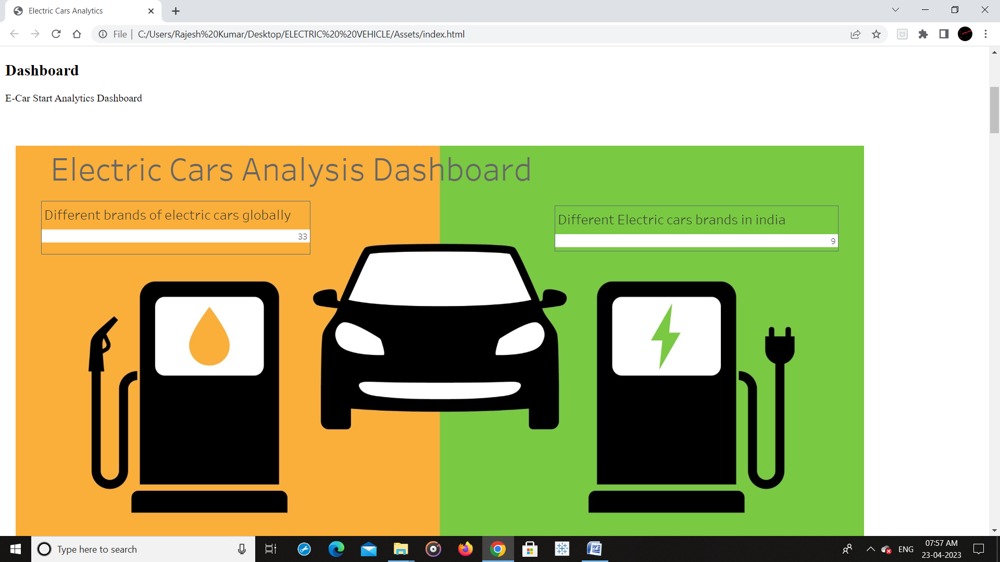 Electric Cars Analytics
File | C:/Users/Rajesh%20Kumar/Desktop/ELECTRIC%20%20VEHICLE/Assets/index.html
Dashboard
E-Car Start Analytics Dashboard
Electric Cars Analysis Dashboard
Different brands of electric cars globally
33
Different Electric cars brands in india
9
Type here to search
ENG
07:57 AM
23-04-2023